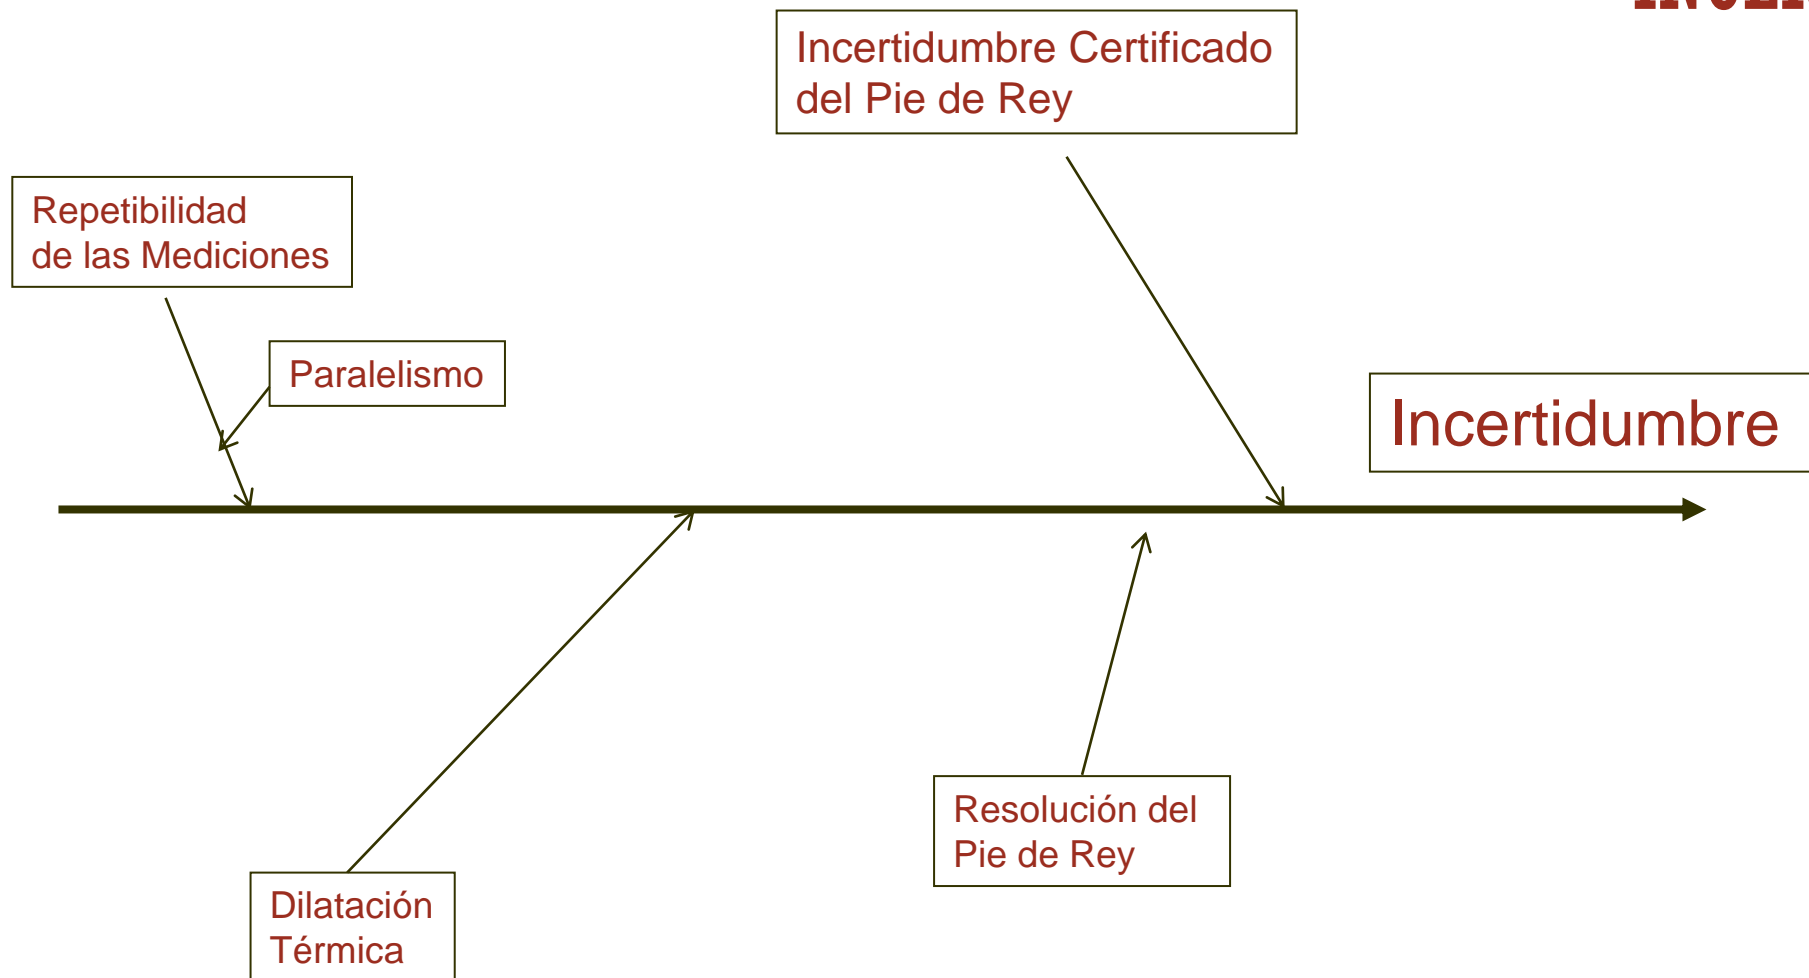 Incertidumbre Certificado
del Pie de Rey
Repetibilidad
de las Mediciones
Paralelismo
Incertidumbre
Resolución del
Pie de Rey
Dilatación
Térmica